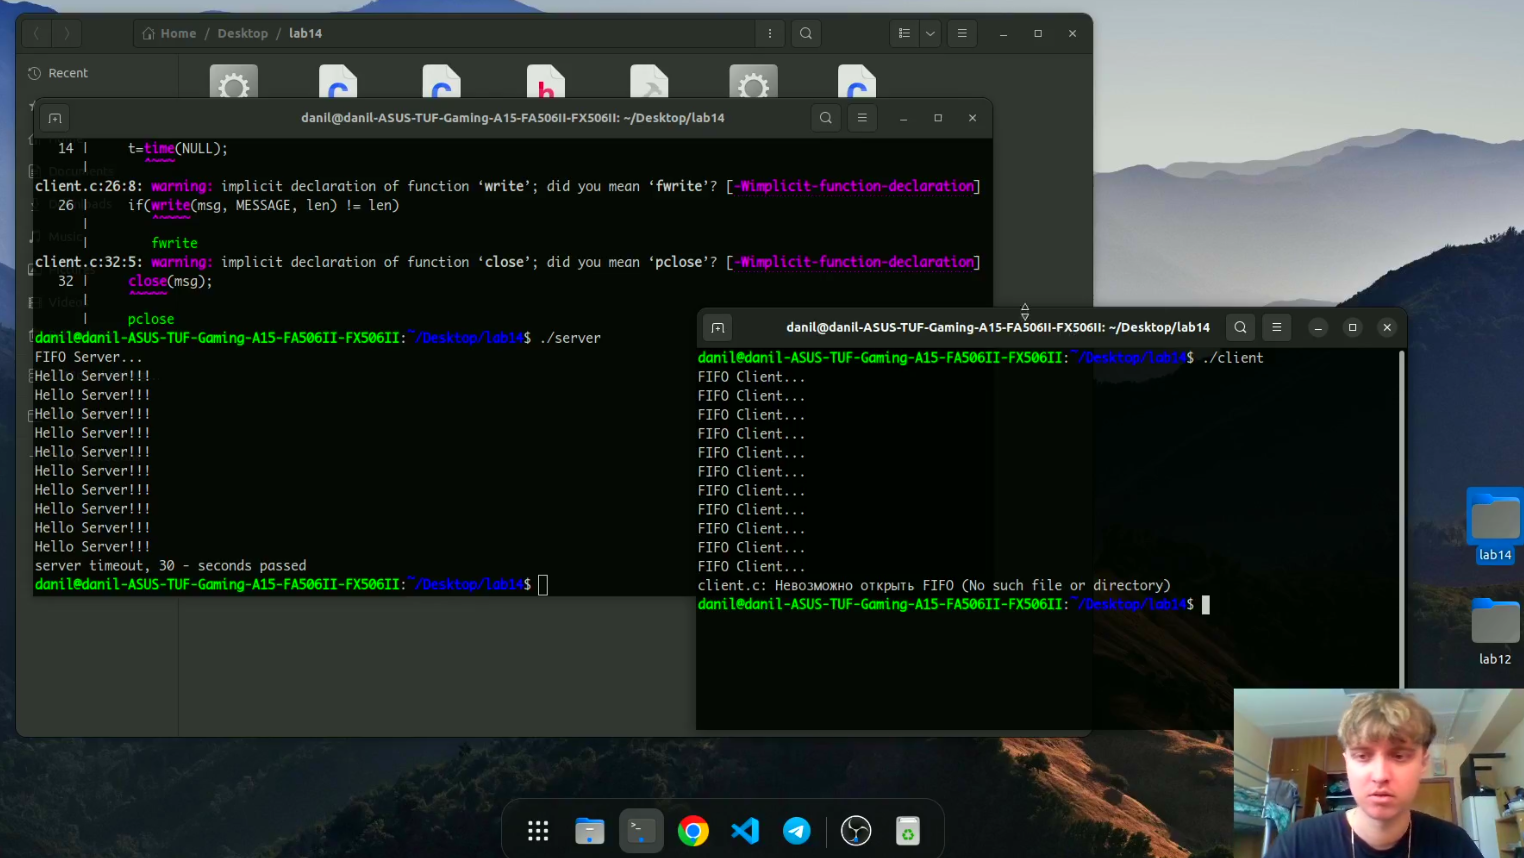 Home / Desktop / lab14
Recent
danil@danil-ASUS-TUF-Gaming-A15-FA506II-FX506II: ~/Desktop/lab14
14 | t=time(NULL);
| ^~~~
client.c:26:8: warning: implicit declaration of function ‘write’; did you mean ‘fwrite’? [-Wimplicit-function-declaration]
26 | if(write(msg, MESSAGE, len) != len)
| ^~~~~
| fwrite
client.c:32:5: warning: implicit declaration of function ‘close’; did you mean ‘pclose’? [-Wimplicit-function-declaration]
32 | close(msg);
| ^~~~~
| pclose
danil@danil-ASUS-TUF-Gaming-A15-FA506II-FX506II:~/Desktop/lab14$ ./server
FIFO Server...
Hello Server!!!
Hello Server!!!
Hello Server!!!
Hello Server!!!
Hello Server!!!
Hello Server!!!
Hello Server!!!
Hello Server!!!
Hello Server!!!
Hello Server!!!
server timeout, 30 - seconds passed
danil@danil-ASUS-TUF-Gaming-A15-FA506II-FX506II:~/Desktop/lab14$
danil@danil-ASUS-TUF-Gaming-A15-FA506II-FX506II: ~/Desktop/lab14
danil@danil-ASUS-TUF-Gaming-A15-FA506II-FX506II:~/Desktop/lab14$ ./client
FIFO Client...
FIFO Client...
FIFO Client...
FIFO Client...
FIFO Client...
FIFO Client...
FIFO Client...
FIFO Client...
FIFO Client...
FIFO Client...
FIFO Client...
client.c: Невозможно открыть FIFO (No such file or directory)
danil@danil-ASUS-TUF-Gaming-A15-FA506II-FX506II:~/Desktop/lab14$
lab14
lab12